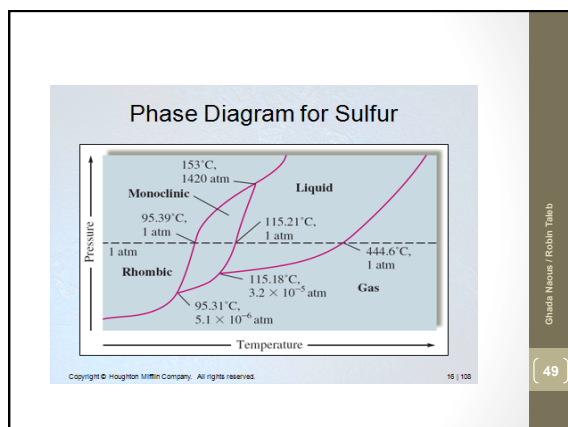 Phase Diagram for Sulfur
153°C,
1420 atm
Monoclinic
Liquid
95.39°C,
1 atm
115.21°C,
1 atm
1 atm
444.6°C,
1 atm
Rhombic
115.18°C,
3.2 × 10⁻⁵ atm
Gas
95.31°C,
5.1 × 10⁻⁶ atm
Pressure
Temperature
Copyright © Houghton Mifflin Company. All rights reserved.
16 | 108
Ghada Naous / Robin Taleb
49